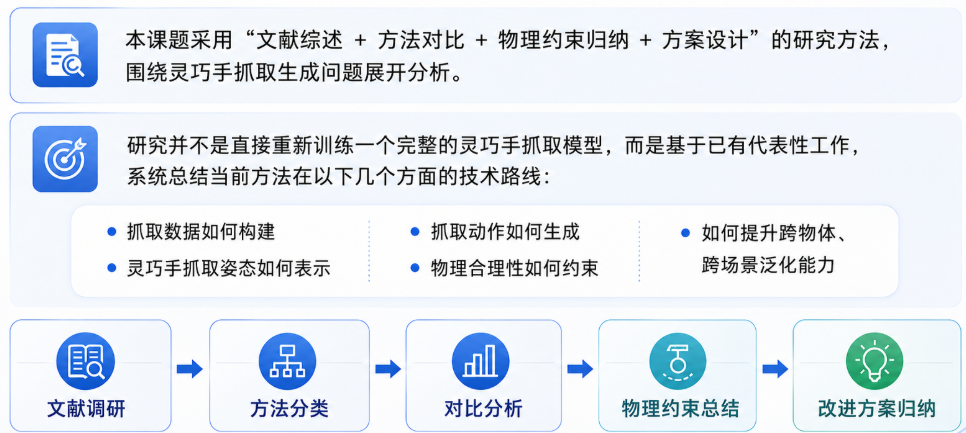 本课题采用“文献综述 + 方法对比 + 物理约束归纳 + 方案设计”的研究方法，
围绕灵巧手抓取生成问题展开分析。
研究并不是直接重新训练一个完整的灵巧手抓取模型，而是基于已有代表性工作，
系统总结当前方法在以下几个方面的技术路线：
• 抓取数据如何构建
• 灵巧手抓取姿态如何表示
• 抓取动作如何生成
• 物理合理性如何约束
• 如何提升跨物体、
跨场景泛化能力
文献调研
方法分类
对比分析
物理约束总结
改进方案归纳